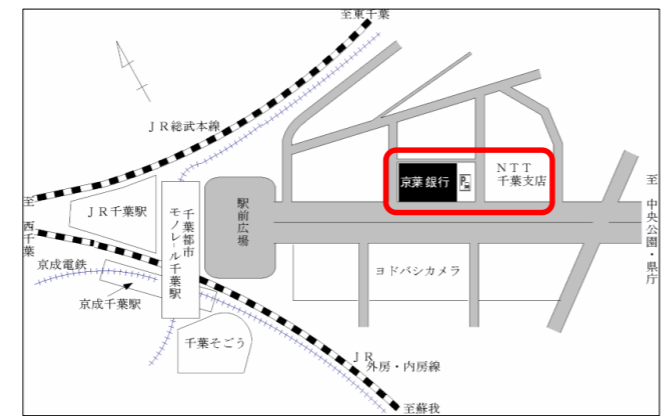 至東千葉
ＪＲ総武本線
至
西千葉
ＪＲ千葉駅
千葉都市
モノレール千葉駅
駅前広場
京葉銀行
P
ＮＴＴ
千葉支店
至
中央公園・県庁
京成電鉄
京成千葉駅
ヨドバシカメラ
千葉そごう
ＪＲ
外房・内房線
至蘇我